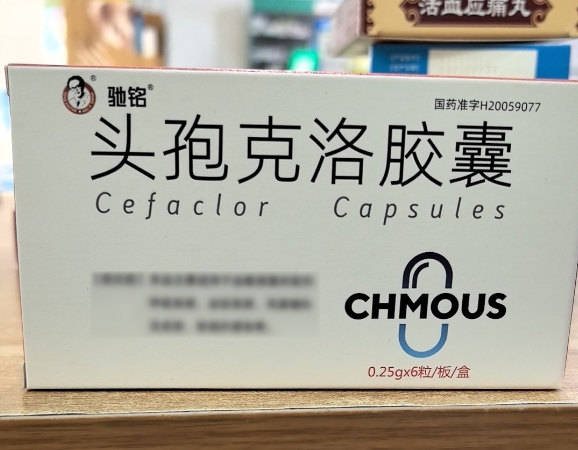 活血应痛丸
驰铭®
国药准字H20059077
头孢克洛胶囊
Cefaclor Capsules
CHMOUS
0.25gx6粒/板/盒